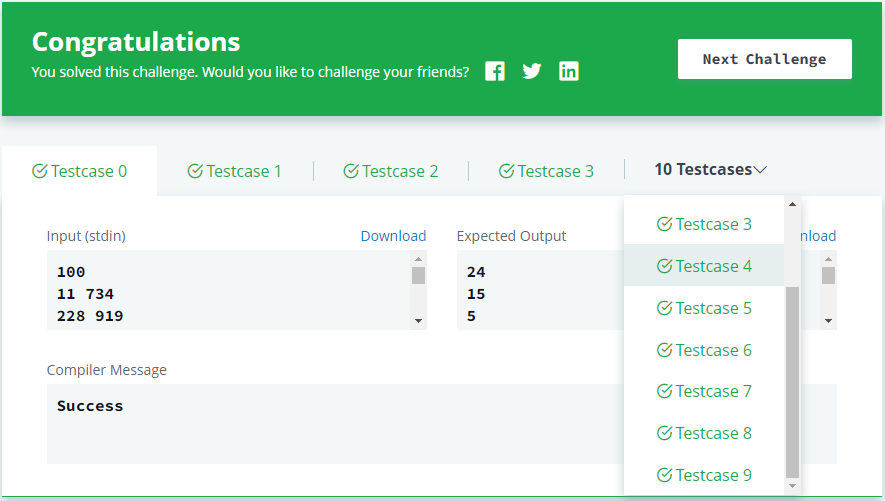 Congratulations
You solved this challenge. Would you like to challenge your friends?
Next Challenge
Testcase 0
Testcase 1
Testcase 2
Testcase 3
10 Testcases
Input (stdin)
Download
100
11 734
228 919
Expected Output
nload
24
15
5
Testcase 3
Testcase 4
Testcase 5
Testcase 6
Testcase 7
Testcase 8
Testcase 9
Compiler Message
Success